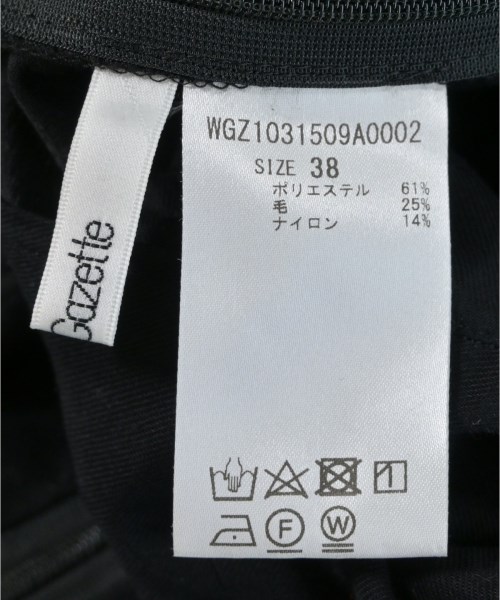 WGZ1031509A0002
SIZE 38
ポリエステル 61%
毛 25%
ナイロン 14%
F W
Gazette